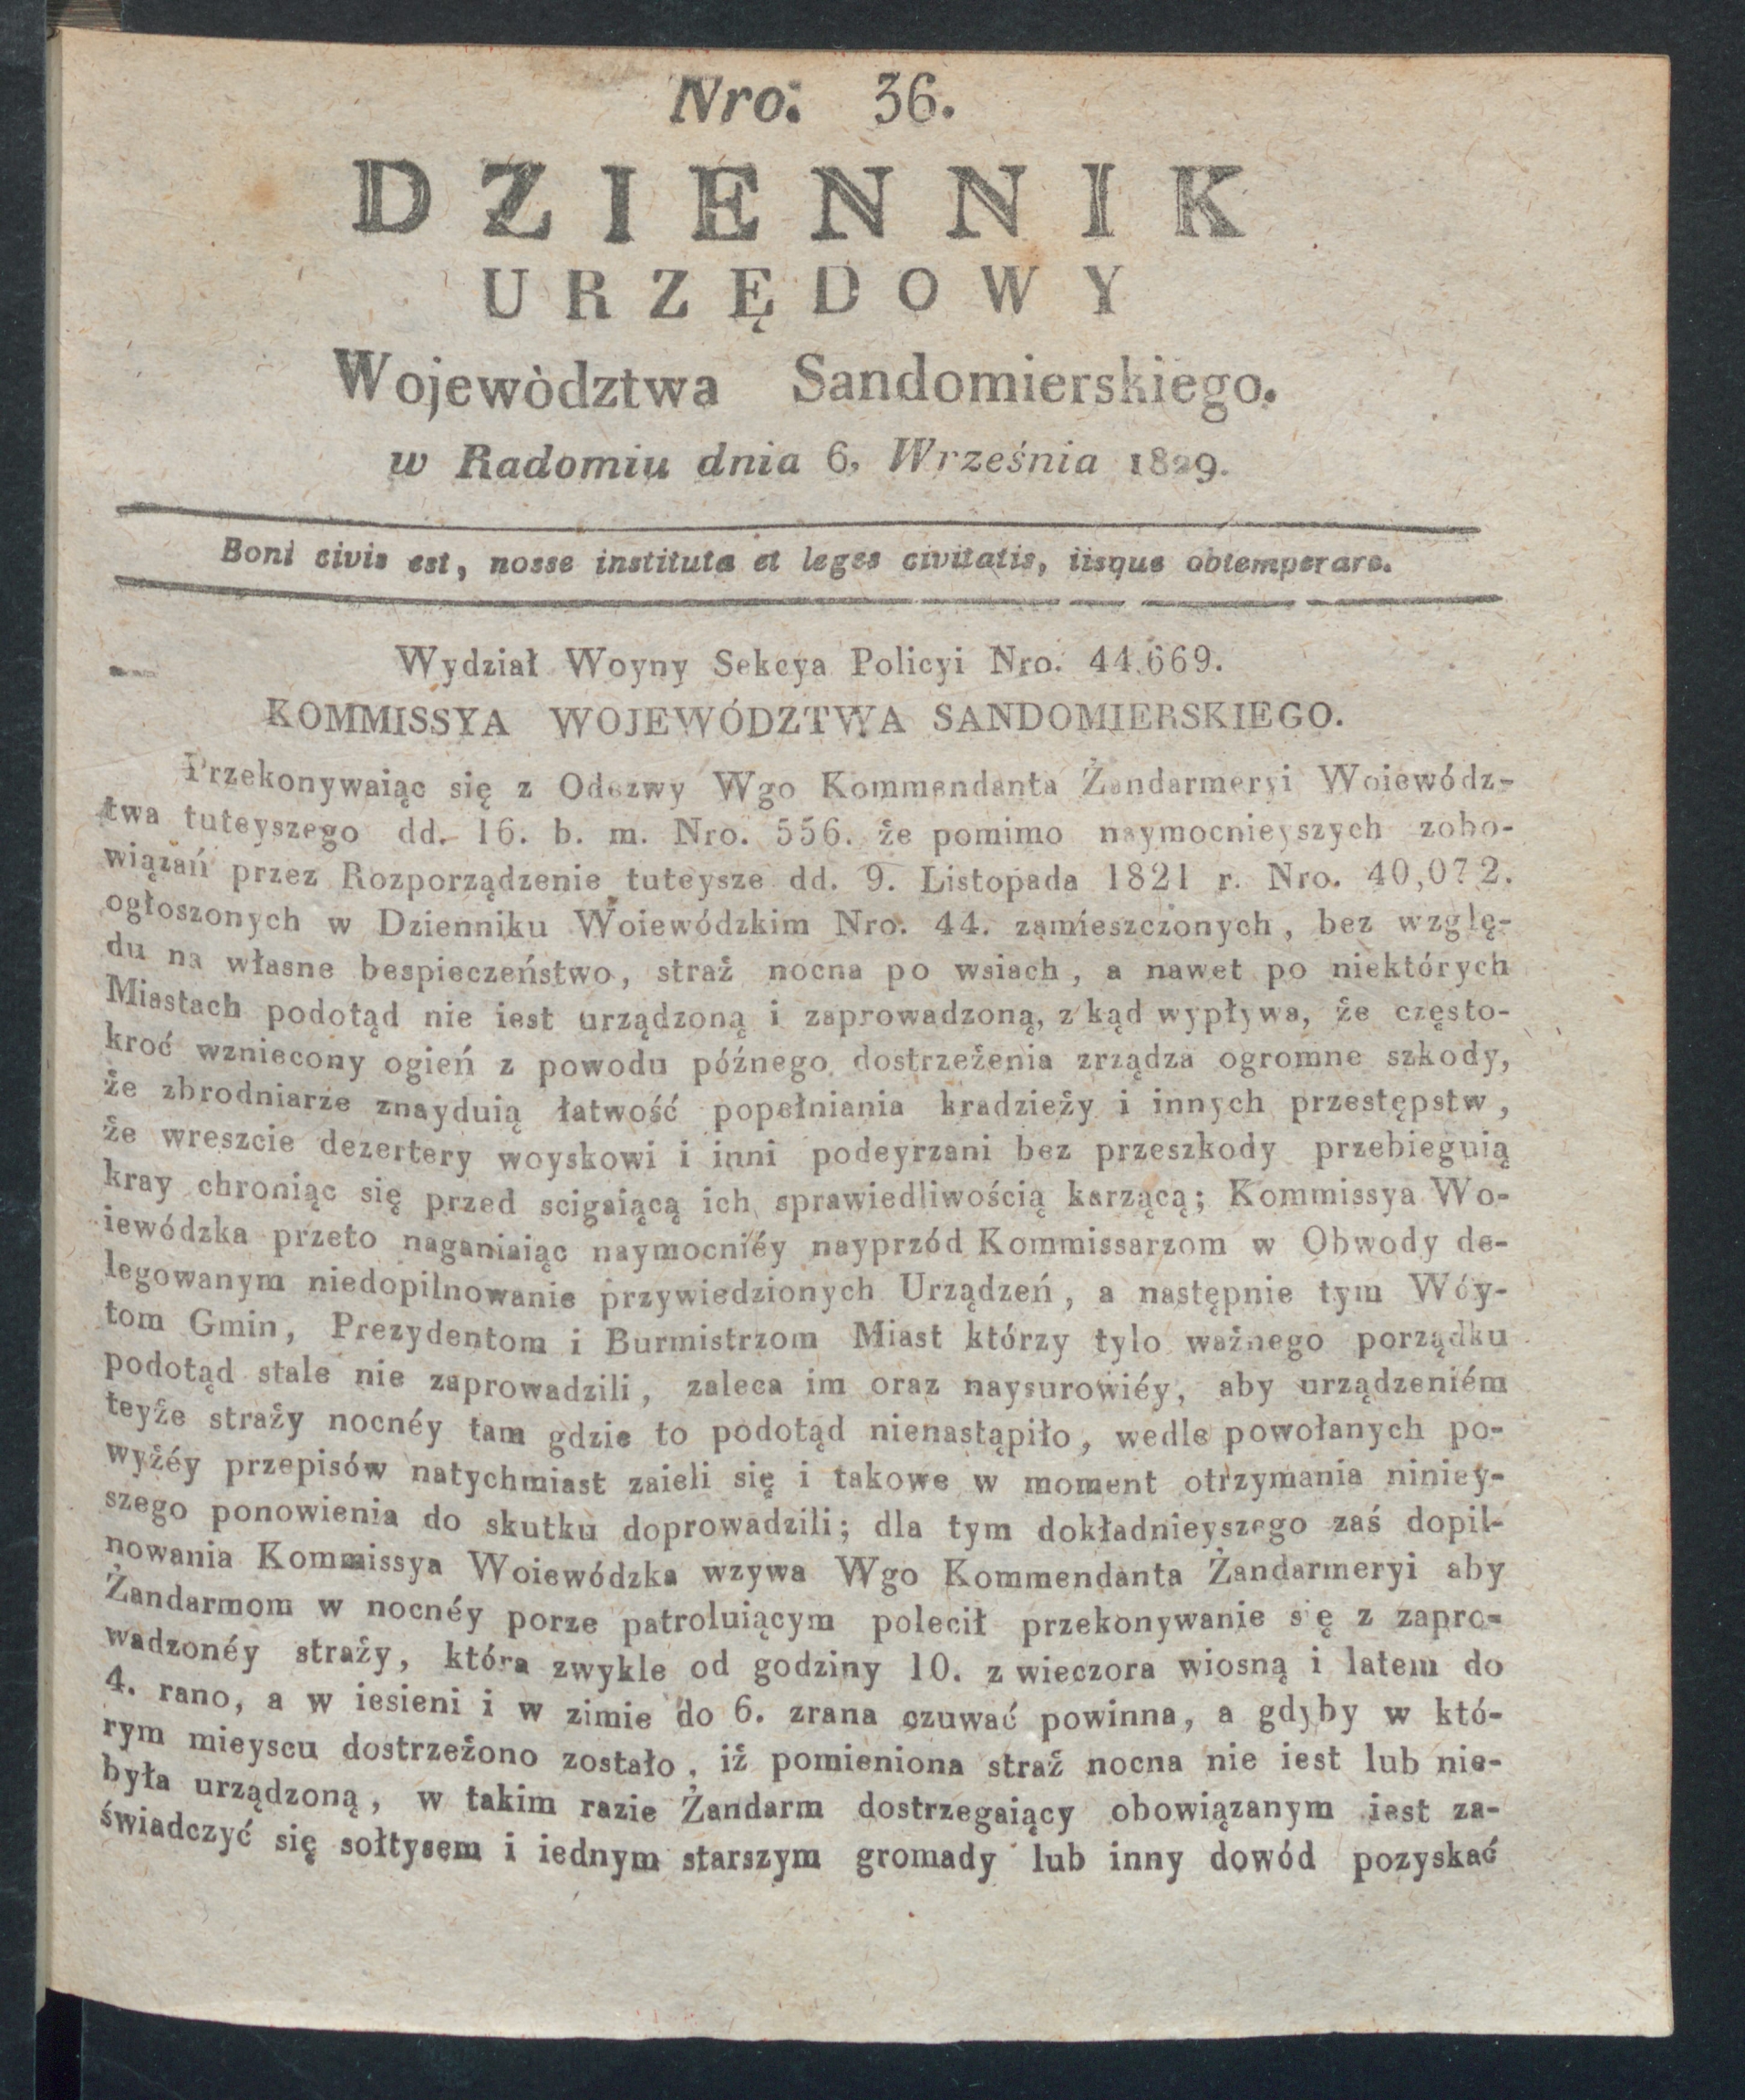 Nro. 36.
DZIENNIK
URZĘDOWY
Wojewòdztwa Sandomierskiego.
w Radomiu dnia 6, Września 1829.
Boni civis est, nosse instituta et leges civitatis, iisque obtemperare.
Wydział Woyny Sekcya Policyi Nro. 44.669.
KOMMISSYA WOJEWÓDZTWA SANDOMIERSKIEGO.
Przekonywaiąc się z Odezwy Wgo Kommendanta Żandarmeryi Woiewódz-
twa tuteyszego dd. 16. b. m. Nro. 556. że pomimo naymocnieyszych zobo-
wiązań przez Rozporządzenie tuteysze dd. 9. Listopada 1821 r. Nro. 40,072.
ogłoszonych w Dzienniku Woiewódzkim Nro. 44. zamieszczonych, bez wzglę-
du na własne bespieczeństwo, straż nocna po wsiach, a nawet po niektórych
Miastach podotąd nie iest urządzoną i zaprowadzoną, z kąd wypływa, że często-
kroć wzniecony ogień z powodu późnego dostrzeżenia zrządza ogromne szkody,
że zbrodniarze znayduią łatwość popełniania kradzieży i innych przestępstw,
że wreszcie dezertery woyskowi i inni podeyrzani bez przeszkody przebieguią
kray chroniąc się przed scigaiącą ich sprawiedliwością karzącą; Kommissya Wo-
iewódzka przeto naganiaiąc naymocniéy nayprzód Kommissarzom w Obwody de-
legowanym niedopilnowanie przywiedzionych Urządzeń, a następnie tym Wóy-
tom Gmin, Prezydentom i Burmistrzom Miast którzy tylo ważnego porządku
podotąd stale nie zaprowadzili, zaleca im oraz naysurowiéy, aby urządzeniém
teyże straży nocnéy tam gdzie to podotąd nienastąpiło, wedle powołanych po-
wyżéy przepisów natychmiast zaieli się i takowe w moment otrzymania niniey-
szego ponowienia do skutku doprowadzili; dla tym dokładnieyszego zaś dopil-
nowania Kommissya Woiewódzka wzywa Wgo Kommendanta Żandarmeryi aby
Żandarmom w nocnéy porze patroluiącym polecił przekonywanie się z zapro-
wadzonéy straży, która zwykle od godziny 10. z wieczora wiosną i latem do
4. rano, a w iesieni i w zimie do 6. zrana czuwać powinna, a gdyby w któ-
rym mieyscu dostrzeżono zostało, iż pomieniona straż nocna nie iest lub nie-
była urządzoną, w takim razie Żandarm dostrzegaiący obowiązanym iest za-
świadczyć się sołtysem i iednym starszym gromady lub inny dowód pozyskać